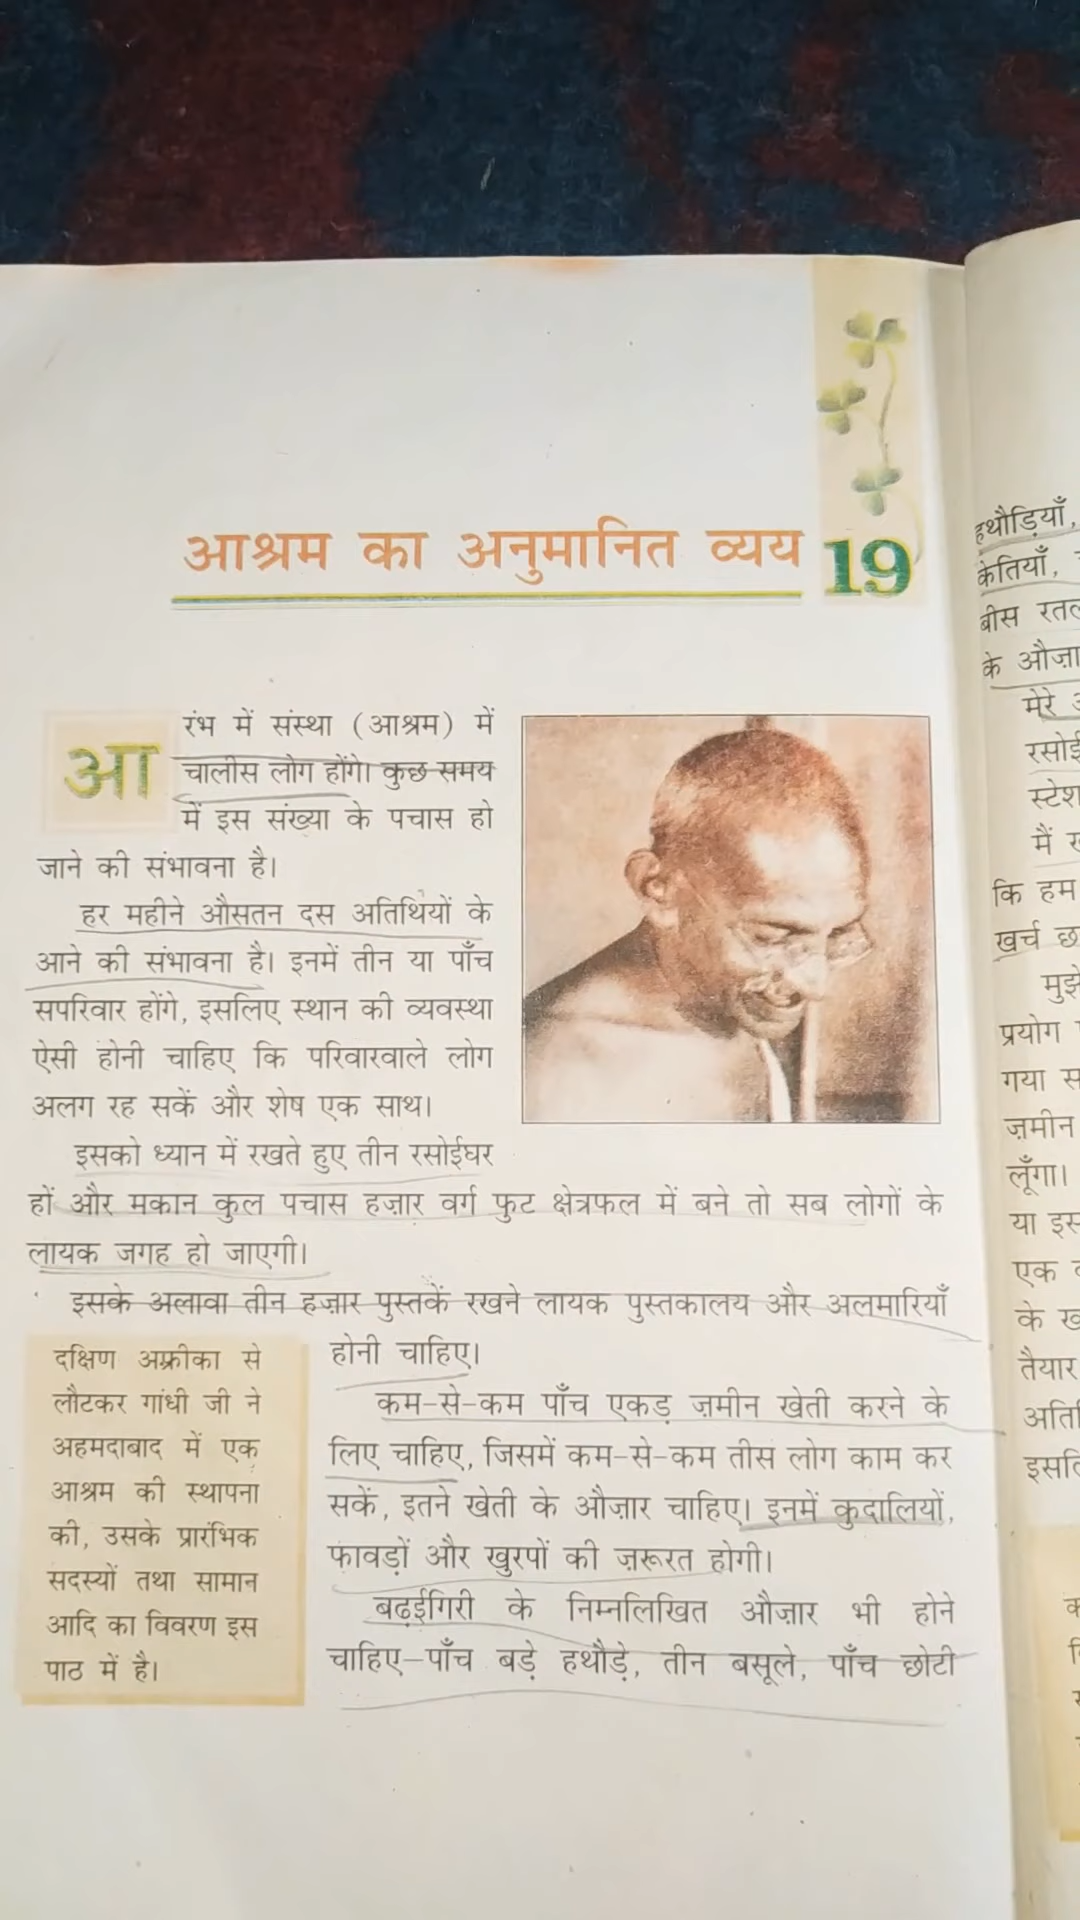 आश्रम का अनुमानित व्यय 19
आरंभ में संस्था (आश्रम) में
चालीस लोग होंगे। कुछ समय
में इस संख्या के पचास हो
जाने की संभावना है।
हर महीने औसतन दस अतिथियों के
आने की संभावना है। इनमें तीन या पाँच
सपरिवार होंगे, इसलिए स्थान की व्यवस्था
ऐसी होनी चाहिए कि परिवारवाले लोग
अलग रह सकें और शेष एक साथ।
इसको ध्यान में रखते हुए तीन रसोईघर
हों और मकान कुल पचास हज़ार वर्ग फुट क्षेत्रफल में बने तो सब लोगों के
लायक जगह हो जाएगी।
इसके अलावा तीन हज़ार पुस्तकें रखने लायक पुस्तकालय और अलमारियाँ
होनी चाहिए।
कम-से-कम पाँच एकड़ ज़मीन खेती करने के
लिए चाहिए, जिसमें कम-से-कम तीस लोग काम कर
सकें, इतने खेती के औज़ार चाहिए। इनमें कुदालियों,
फावड़ों और खुरपों की ज़रूरत होगी।
बढ़ईगिरी के निम्नलिखित औज़ार भी होने
चाहिए–पाँच बड़े हथौड़े, तीन बसूले, पाँच छोटी
दक्षिण अफ़्रीका से
लौटकर गांधी जी ने
अहमदाबाद में एक
आश्रम की स्थापना
की, उसके प्रारंभिक
सदस्यों तथा सामान
आदि का विवरण इस
पाठ में है।
हथौड़ियाँ,
केतियाँ,
बीस
के
मेरे
मैं
कि हम
खर्च
प्रयोग
गया
ज़मीन
लूँगा।
या
एक
के
तैयार